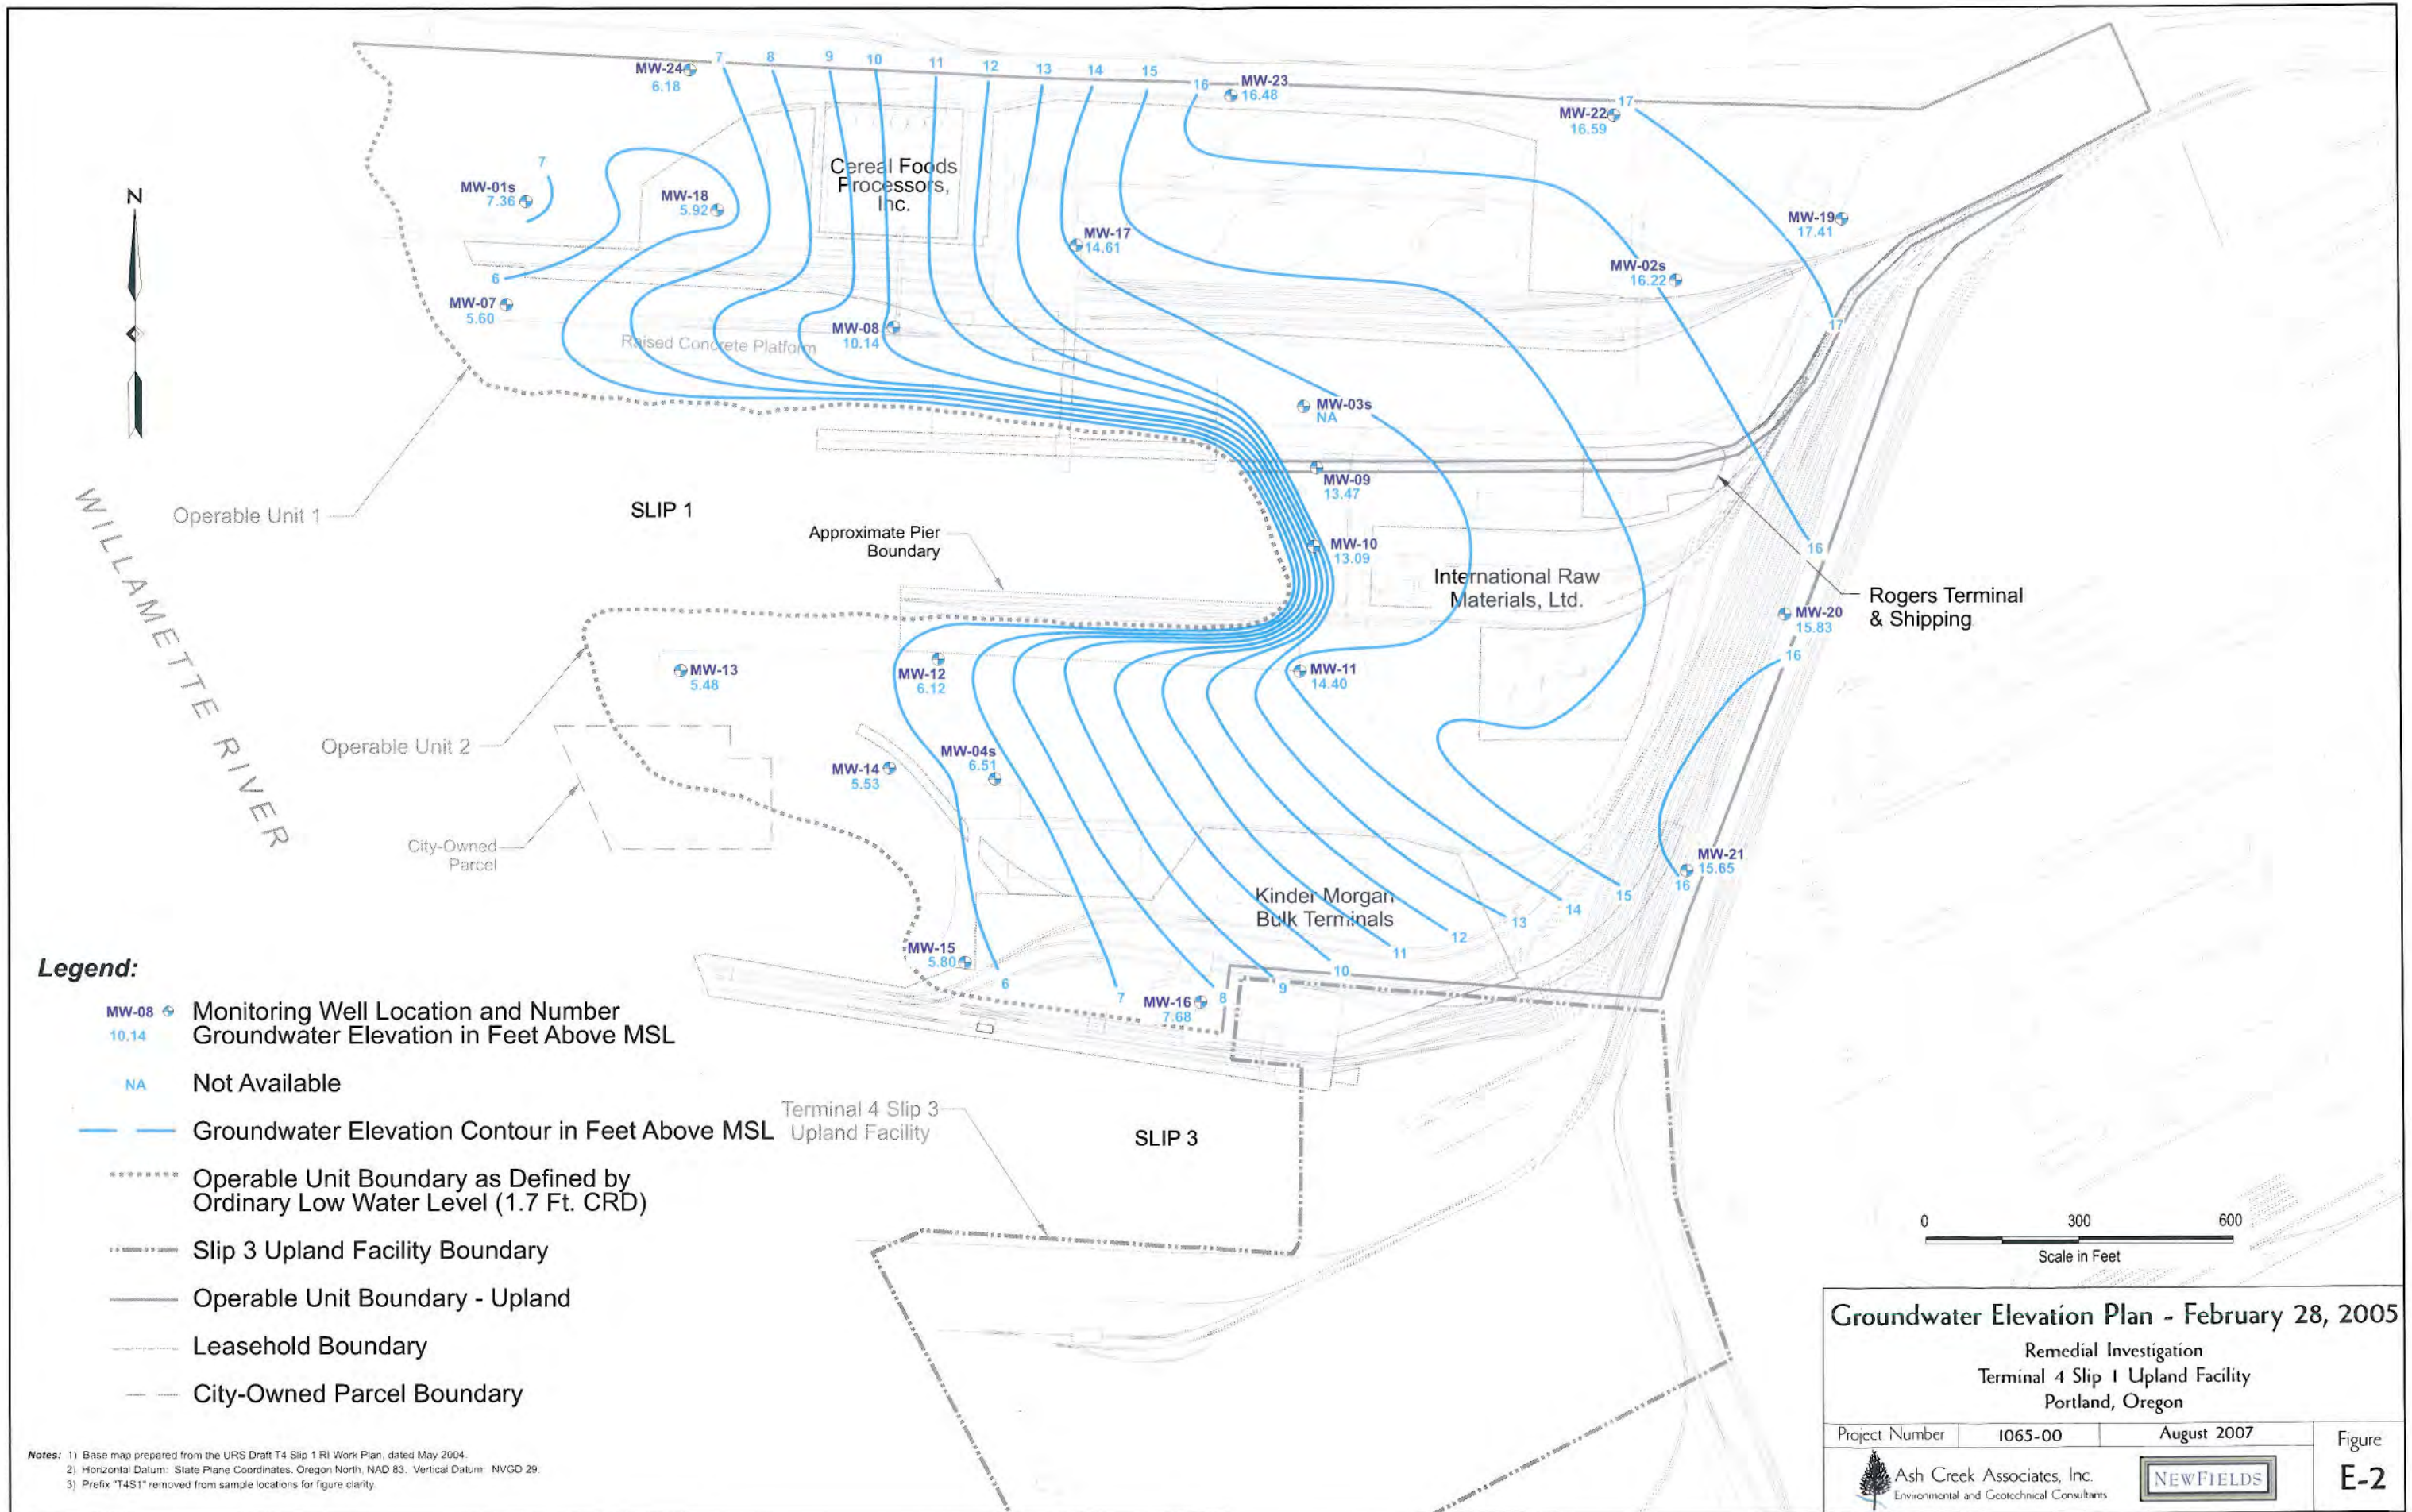 7
8
9
10
11
12
13
14
15
16
17
MW-24
6.18
MW-23
16.48
MW-22
16.59
7
MW-01s
7.36
MW-18
5.92
Cereal Foods
Processors,
Inc.
MW-17
14.61
MW-19
17.41
MW-02s
16.22
6
MW-07
5.60
MW-08
10.14
Raised Concrete Platform
17
N
MW-03s
NA
MW-09
13.47
MW-10
13.09
16
Operable Unit 1
SLIP 1
Approximate Pier
Boundary
WILLAMETTE RIVER
International Raw
Materials, Ltd.
Rogers Terminal
& Shipping
MW-20
15.83
16
MW-13
5.48
MW-12
6.12
MW-11
14.40
Operable Unit 2
MW-14
5.53
MW-04s
6.51
City-Owned
Parcel
MW-21
15.65
16
15
14
13
12
11
10
9
8
7
6
Kinder Morgan
Bulk Terminals
MW-15
5.80
MW-16
7.68
Terminal 4 Slip 3
Upland Facility
SLIP 3
Legend:
MW-08 Monitoring Well Location and Number
10.14 Groundwater Elevation in Feet Above MSL
NA Not Available
Groundwater Elevation Contour in Feet Above MSL
Operable Unit Boundary as Defined by
Ordinary Low Water Level (1.7 Ft. CRD)
Slip 3 Upland Facility Boundary
Operable Unit Boundary - Upland
Leasehold Boundary
City-Owned Parcel Boundary
Notes: 1) Base map prepared from the URS Draft T4 Slip 1 RI Work Plan, dated May 2004.
2) Horizontal Datum: State Plane Coordinates, Oregon North, NAD 83. Vertical Datum: NVGD 29.
3) Prefix "T4S1" removed from sample locations for figure clarity.
0 300 600
Scale in Feet
Groundwater Elevation Plan - February 28, 2005
Remedial Investigation
Terminal 4 Slip 1 Upland Facility
Portland, Oregon
Project Number 1065-00 August 2007
Figure
E-2
Ash Creek Associates, Inc.
Environmental and Geotechnical Consultants
NEWFIELDS